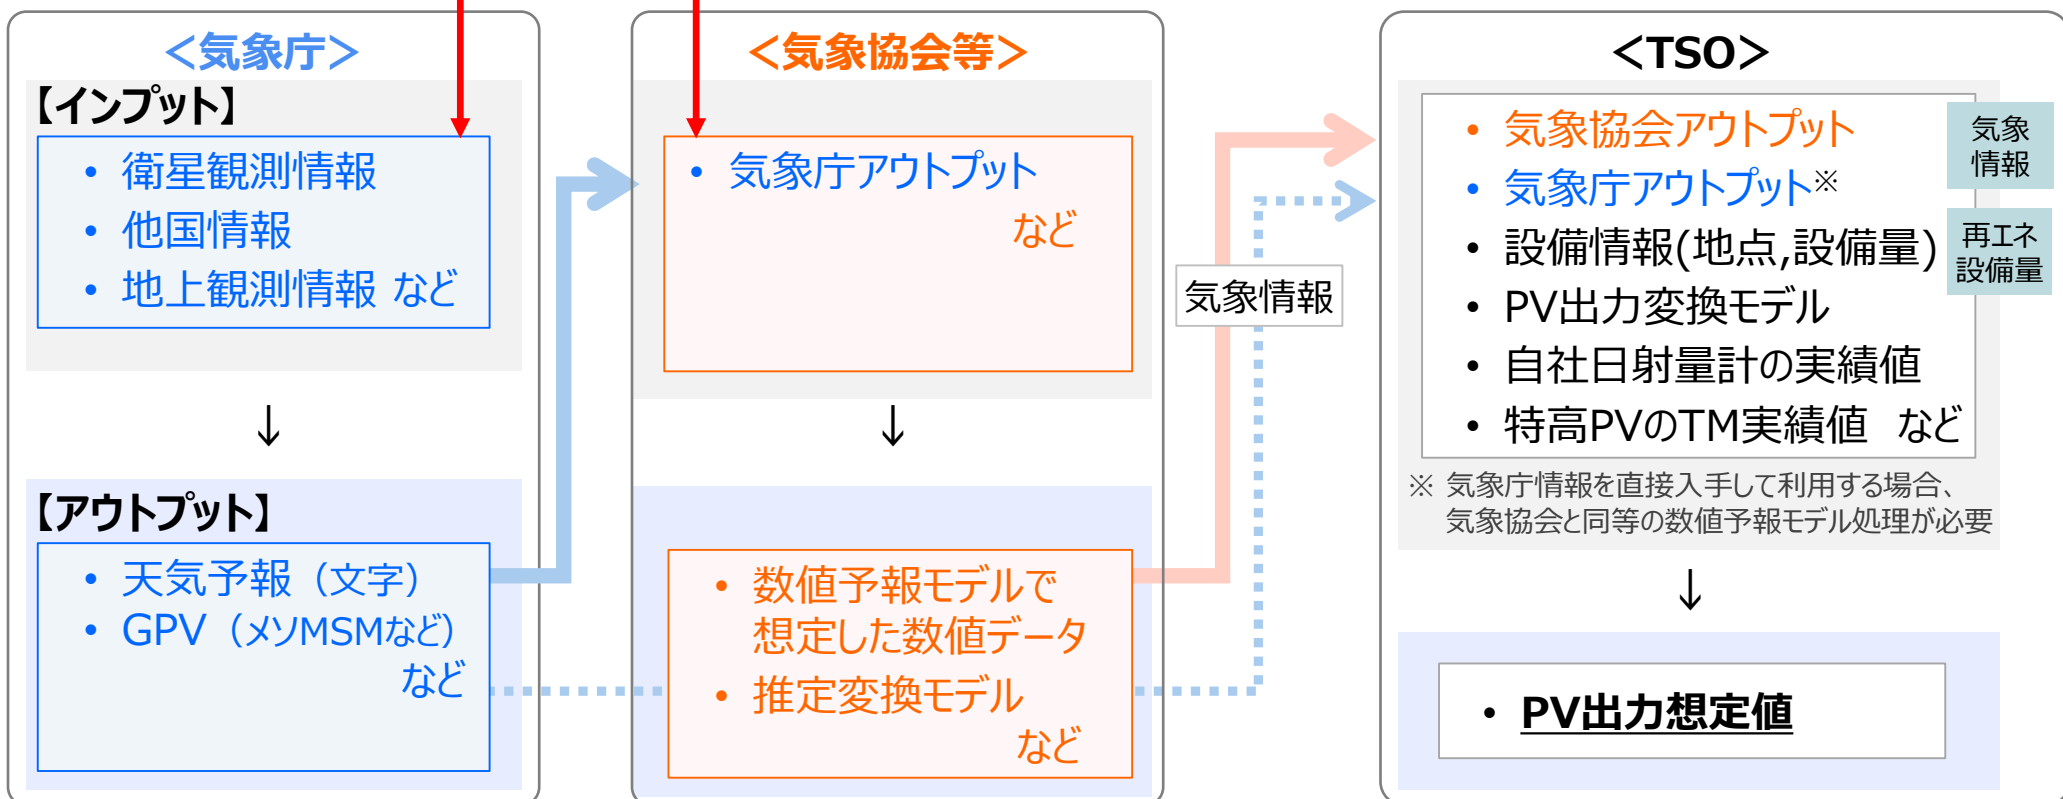 ＜気象庁＞
【インプット】
• 衛星観測情報
• 他国情報
• 地上観測情報 など
↓
【アウトプット】
• 天気予報（文字）
• GPV（メソMSMなど）
など
＜気象協会等＞
• 気象庁アウトプット
など
↓
• 数値予報モデルで
想定した数値データ
• 推定変換モデル
など
気象情報
＜TSO＞
• 気象協会アウトプット
• 気象庁アウトプット※
• 設備情報(地点,設備量)
• PV出力変換モデル
• 自社日射量計の実績値
• 特高PVのTM実績値 など
気象
情報
再エネ
設備量
※ 気象庁情報を直接入手して利用する場合、
気象協会と同等の数値予報モデル処理が必要
↓
• PV出力想定値